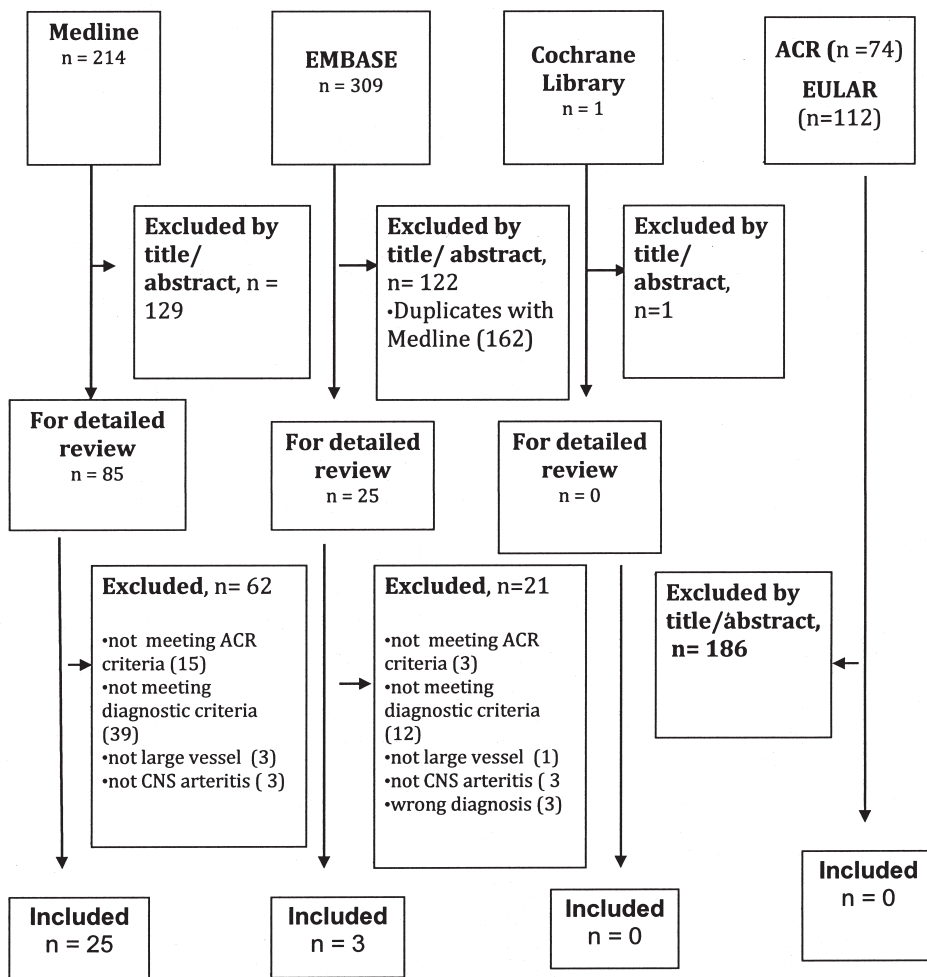 Medline
n = 214
EMBASE
n = 309
Cochrane
Library
n = 1
ACR (n =74)
EULAR
(n=112)
Excluded by
title/
abstract, n =
129
Excluded by
title/ abstract,
n= 122
•Duplicates with
Medline (162)
Excluded by
title/
abstract,
n=1
For detailed
review
n = 85
For detailed
review
n = 25
For detailed
review
n = 0
Excluded, n= 62
•not meeting ACR
criteria (15)
•not meeting
diagnostic criteria
(39)
•not large vessel (3)
•not CNS arteritis ( 3)
Excluded, n=21
•not meeting ACR
criteria (3)
•not meeting
diagnostic criteria
(12)
•not large vessel (1)
•not CNS arteritis ( 3
•wrong diagnosis (3)
Excluded by
title/abstract,
n= 186
Included
n = 25
Included
n = 3
Included
n = 0
Included
n = 0